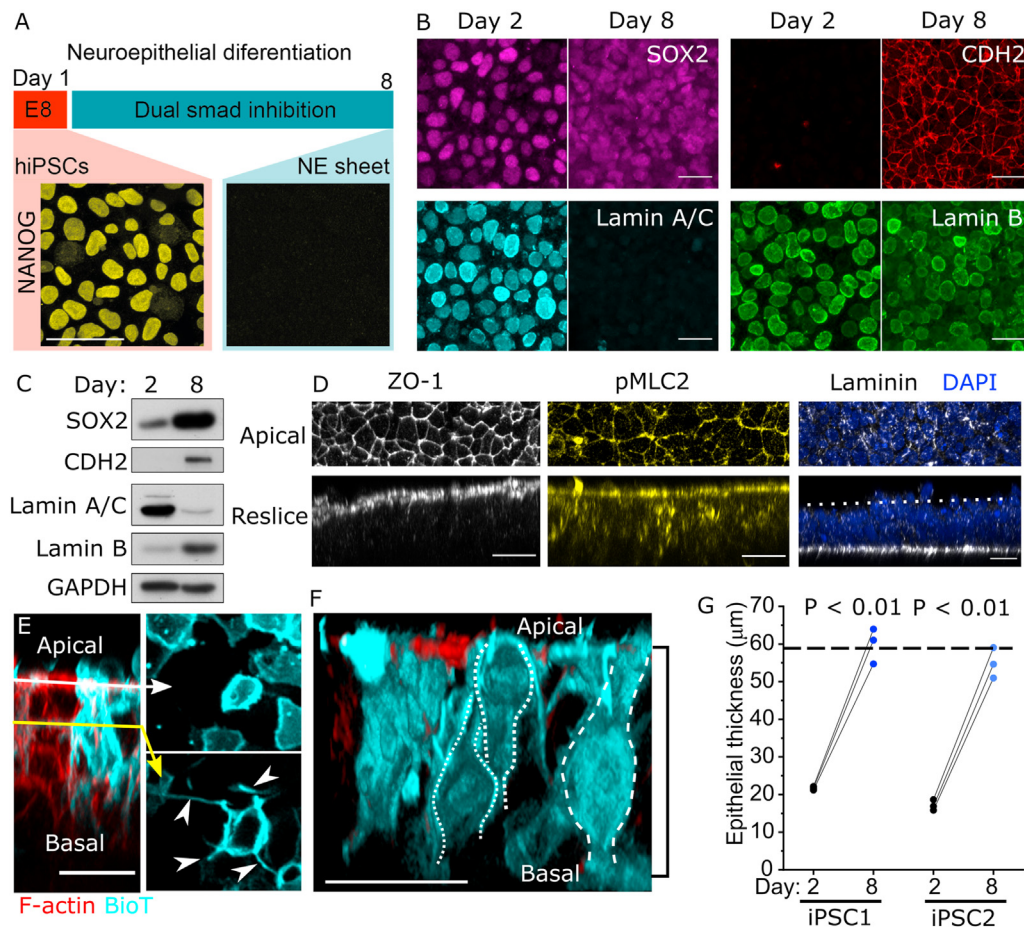 A
Neuroepithelial diferentiation
Day 1
8
E8
Dual smad inhibition
hiPSCs
NE sheet
NANOG
B
Day 2
Day 8
Day 2
Day 8
SOX2
CDH2
Lamin A/C
Lamin B
C
Day: 2 8
SOX2
CDH2
Lamin A/C
Lamin B
GAPDH
D
ZO-1
pMLC2
Laminin DAPI
Apical
Reslice
E
Apical
Basal
F-actin BioT
F
Apical
Basal
G
P < 0.01 P < 0.01
Epithelial thickness (μm)
70
60
50
40
30
20
10
0
Day: 2 8 2 8
iPSC1 iPSC2